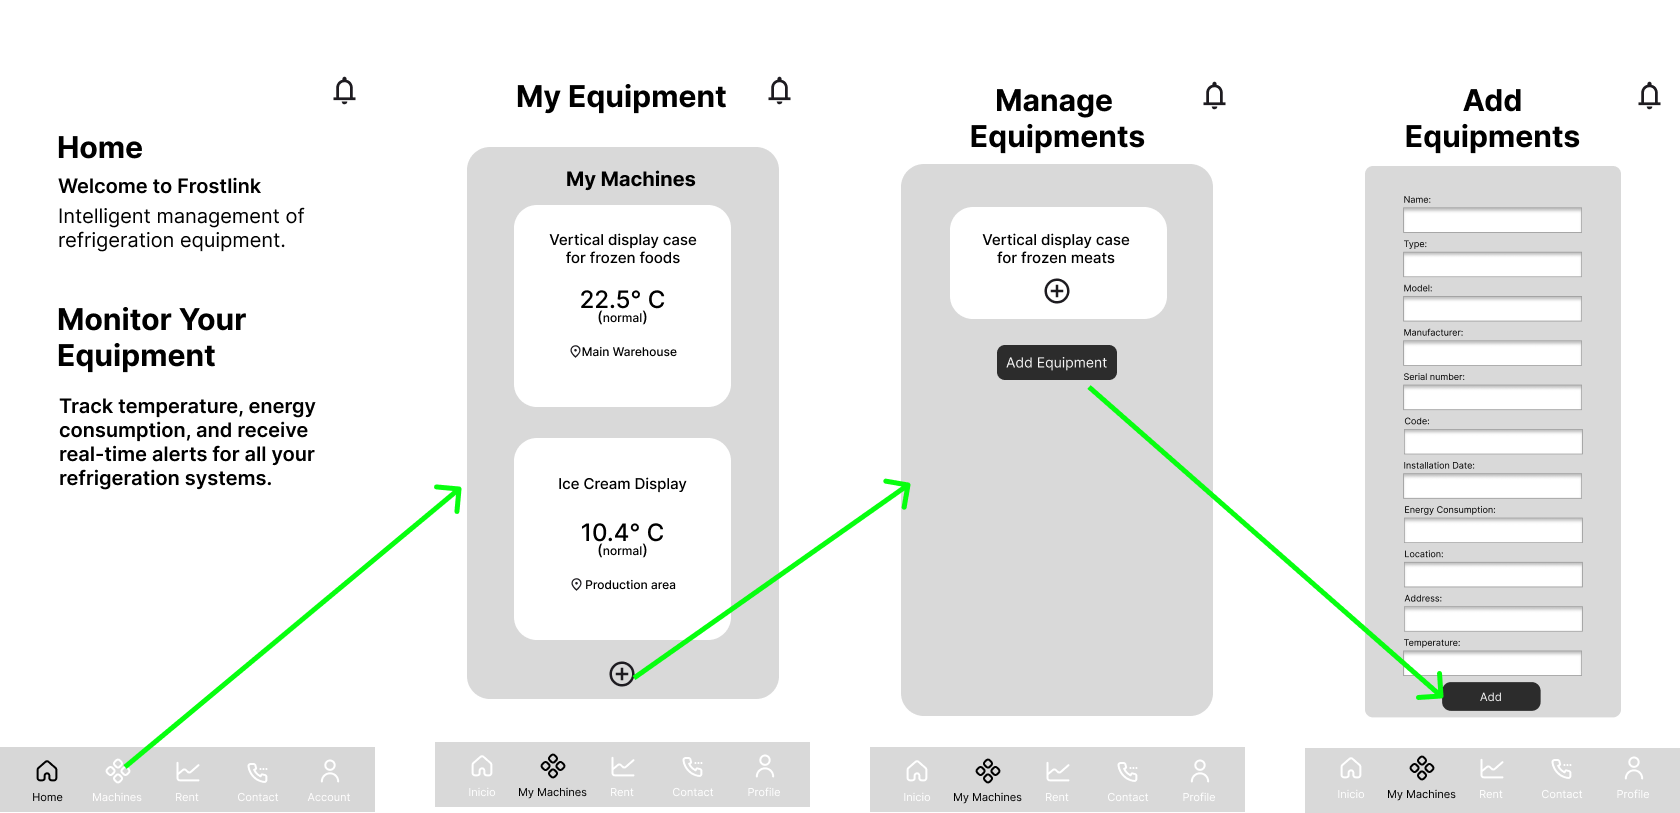 Home
Welcome to Frostlink
Intelligent management of
refrigeration equipment.
Monitor Your
Equipment
Track temperature, energy
consumption, and receive
real-time alerts for all your
refrigeration systems.
Home
Machines
Rent
Contact
Account
My Equipment
My Machines
Vertical display case
for frozen foods
22.5° C
(normal)
Main Warehouse
Ice Cream Display
10.4° C
(normal)
Production area
Inicio
My Machines
Rent
Contact
Profile
Manage
Equipments
Vertical display case
for frozen meats
Add Equipment
Inicio
My Machines
Rent
Contact
Profile
Add
Equipments
Name:
Type:
Model:
Manufacturer:
Serial number:
Code:
Installation Date:
Energy Consumption:
Location:
Address:
Temperature:
Add
Inicio
My Machines
Rent
Contact
Profile